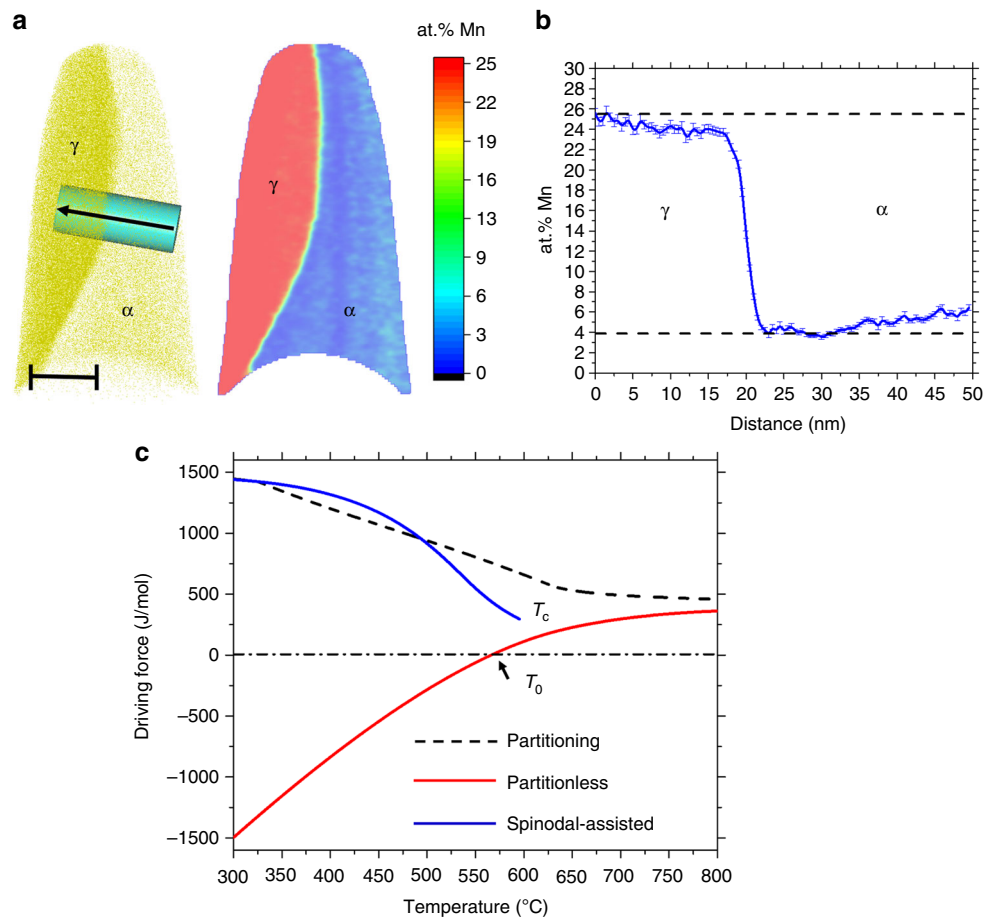 a
at.% Mn
γ
α
γ
α
25
22
19
16
13
9
6
3
0
b
at.% Mn
30
28
26
24
22
20
18
16
14
12
10
8
6
4
2
0
γ
α
0 5 10 15 20 25 30 35 40 45 50
Distance (nm)
c
Driving force (J/mol)
1500
1000
500
0
−500
−1000
−1500
Tc
T0
Partitioning
Partitionless
Spinodal-assisted
300 350 400 450 500 550 600 650 700 750 800
Temperature (°C)